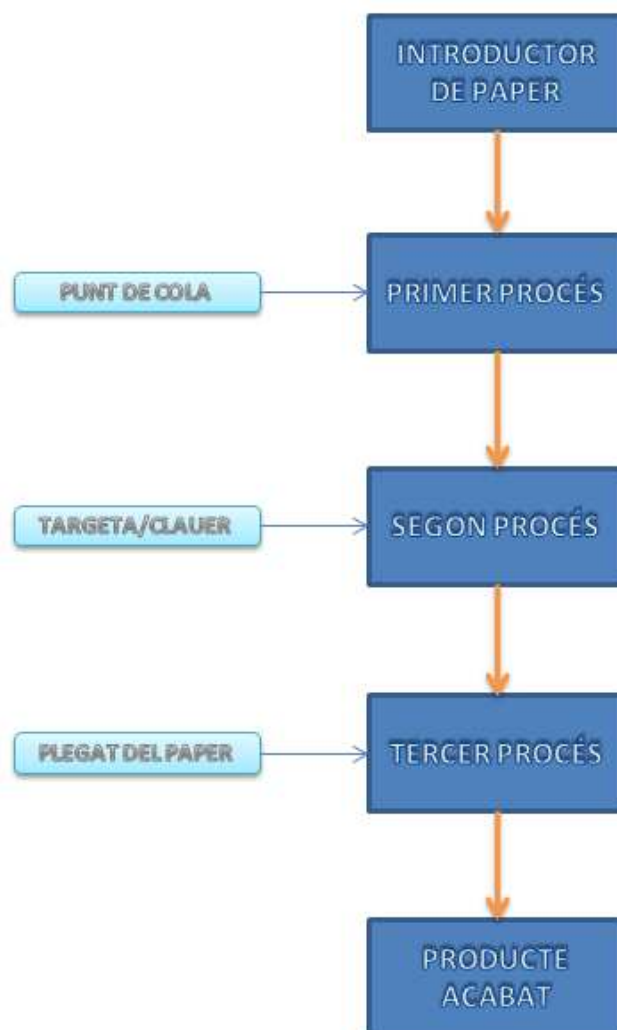 INTRODUCTOR
DE PAPER
PUNT DE COLA
PRIMER PROCÉS
TARGETA/CLAUER
SEGON PROCÉS
PLEGAT DEL PAPER
TERCER PROCÉS
PRODUCTE
ACABAT